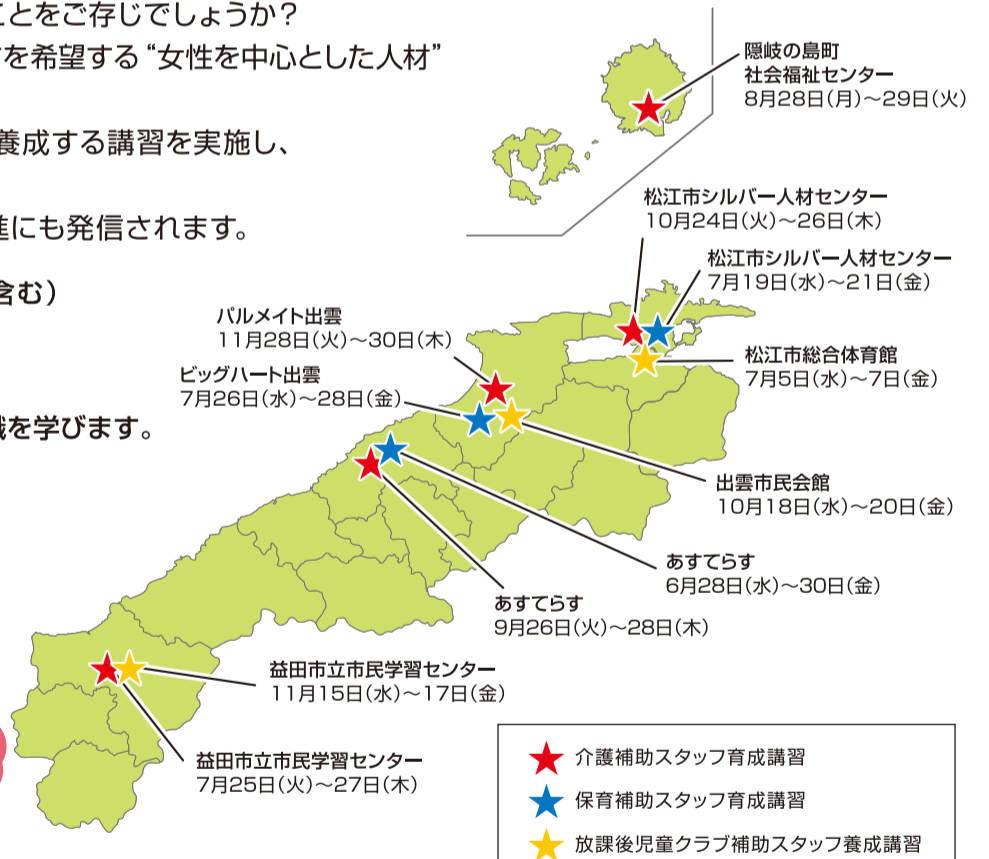 ことをご存じでしょうか？
を希望する“女性を中心とした人材”
養成する講習を実施し、
進にも発信されます。
含む）
識を学びます。
隠岐の島町
社会福祉センター
8月28日（月）～29日（火）
松江市シルバー人材センター
10月24日（火）～26日（木）
松江市シルバー人材センター
7月19日（水）～21日（金）
パルメイト出雲
11月28日（火）～30日（木）
松江市総合体育館
7月5日（水）～7日（金）
ビッグハート出雲
7月26日（水）～28日（金）
出雲市民会館
10月18日（水）～20日（金）
あすてらす
6月28日（水）～30日（金）
あすてらす
9月26日（火）～28日（木）
益田市立市民学習センター
11月15日（水）～17日（金）
益田市立市民学習センター
7月25日（火）～27日（木）
介護補助スタッフ育成講習
保育補助スタッフ育成講習
放課後児童クラブ補助スタッフ養成講習